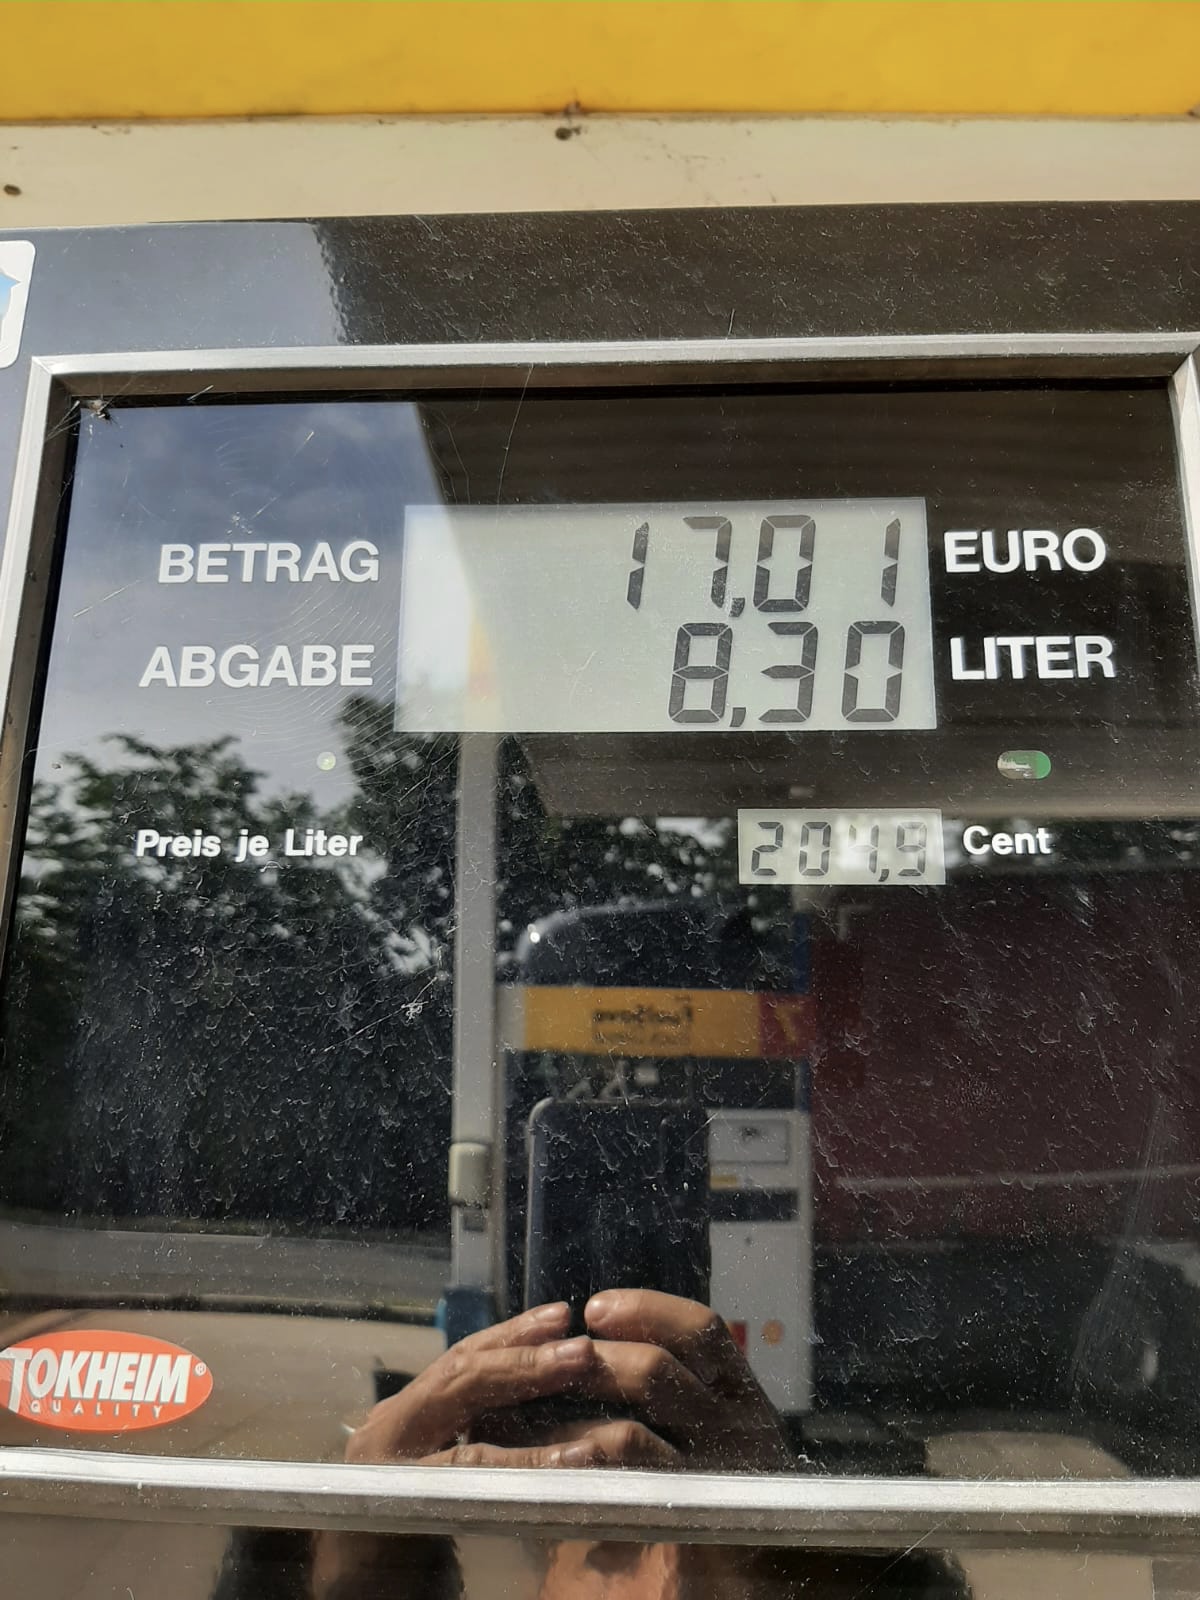 BETRAG 17,01 EURO
ABGABE 8,30 LITER
Preis je Liter 204,9 Cent
TOKHEIM®
QUALITY